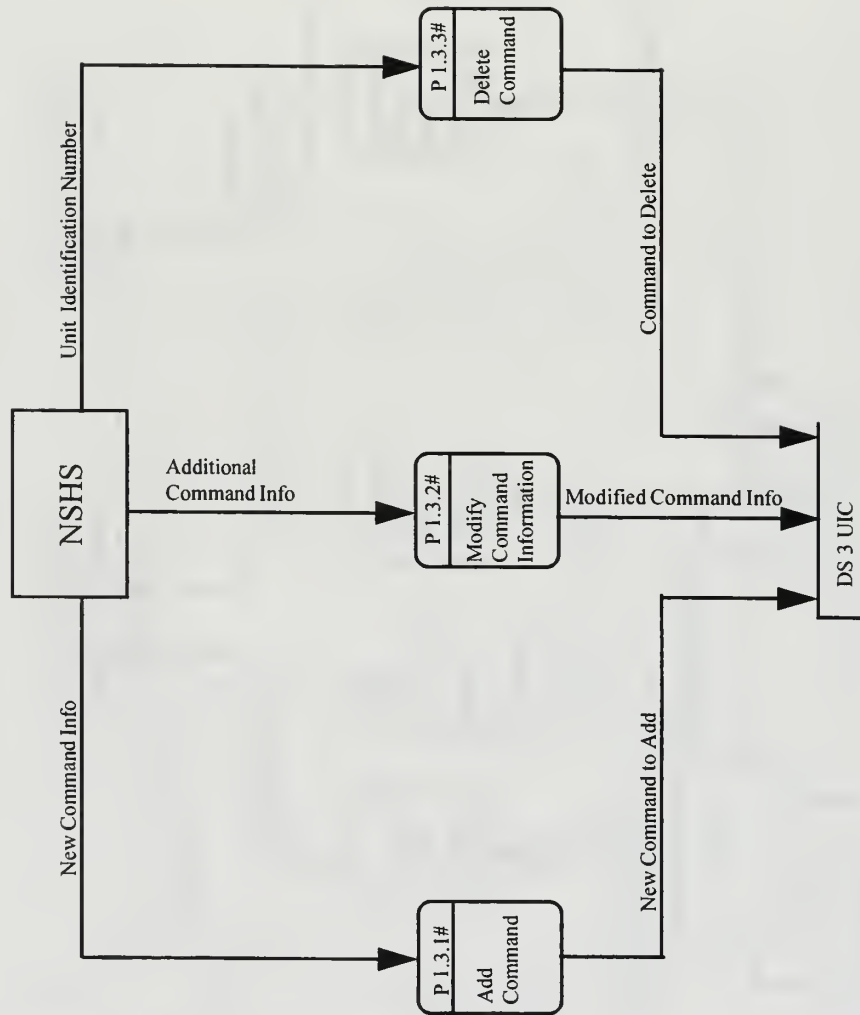 NSHS
New Command Info
Additional
Command Info
Unit Identification Number
P 1.3.1#
Add
Command
P 1.3.2#
Modify
Command
Information
P 1.3.3#
Delete
Command
New Command to Add
Modified Command Info
Command to Delete
DS 3 UIC